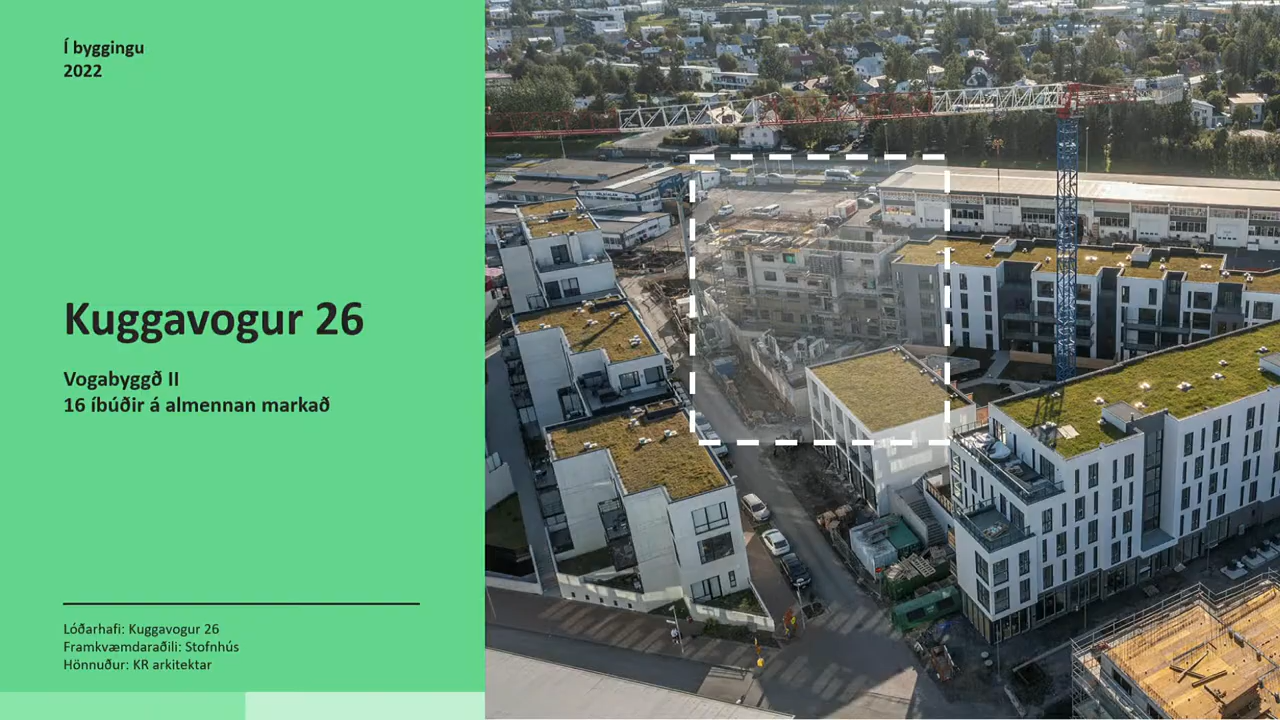 Í byggingu
2022
Kuggavogur 26
Vogabyggð II
16 íbúðir á almennan markað
Lóðarhafi: Kuggavogur 26
Framkvæmdaraðili: Stofnhús
Hönnuður: KR arkitektar